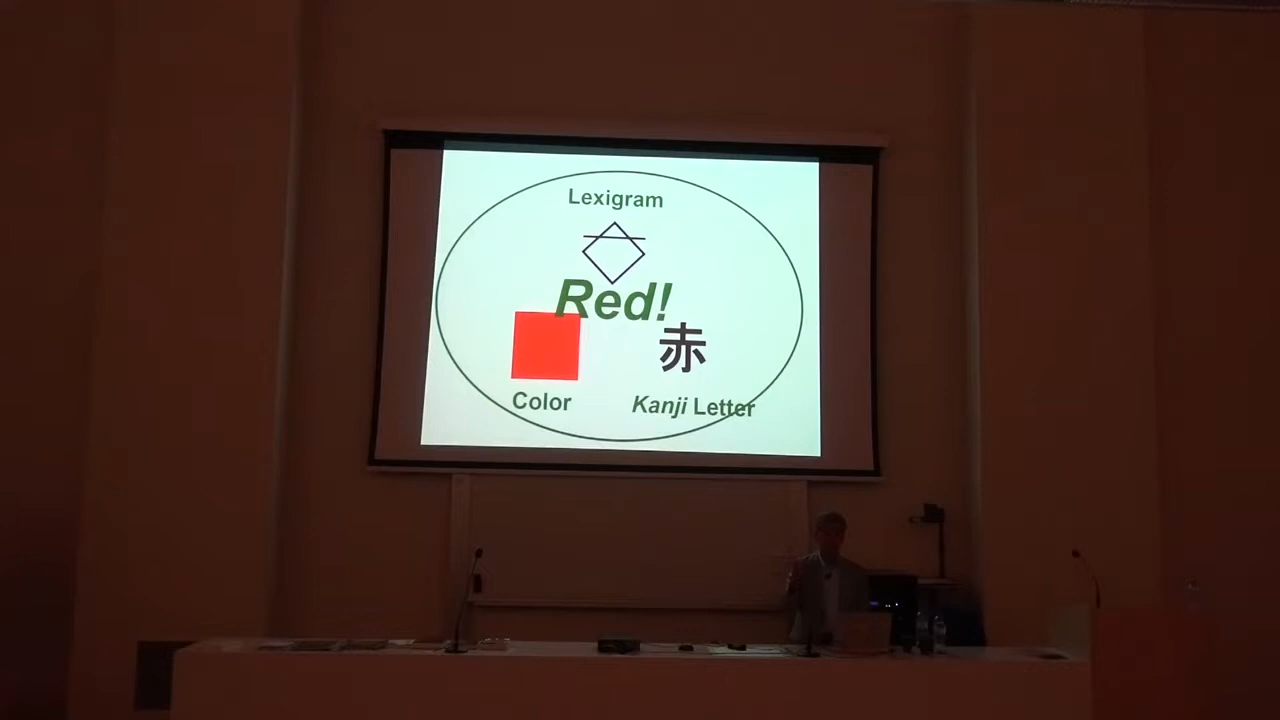 Lexigram
Red!
赤
Color
Kanji Letter